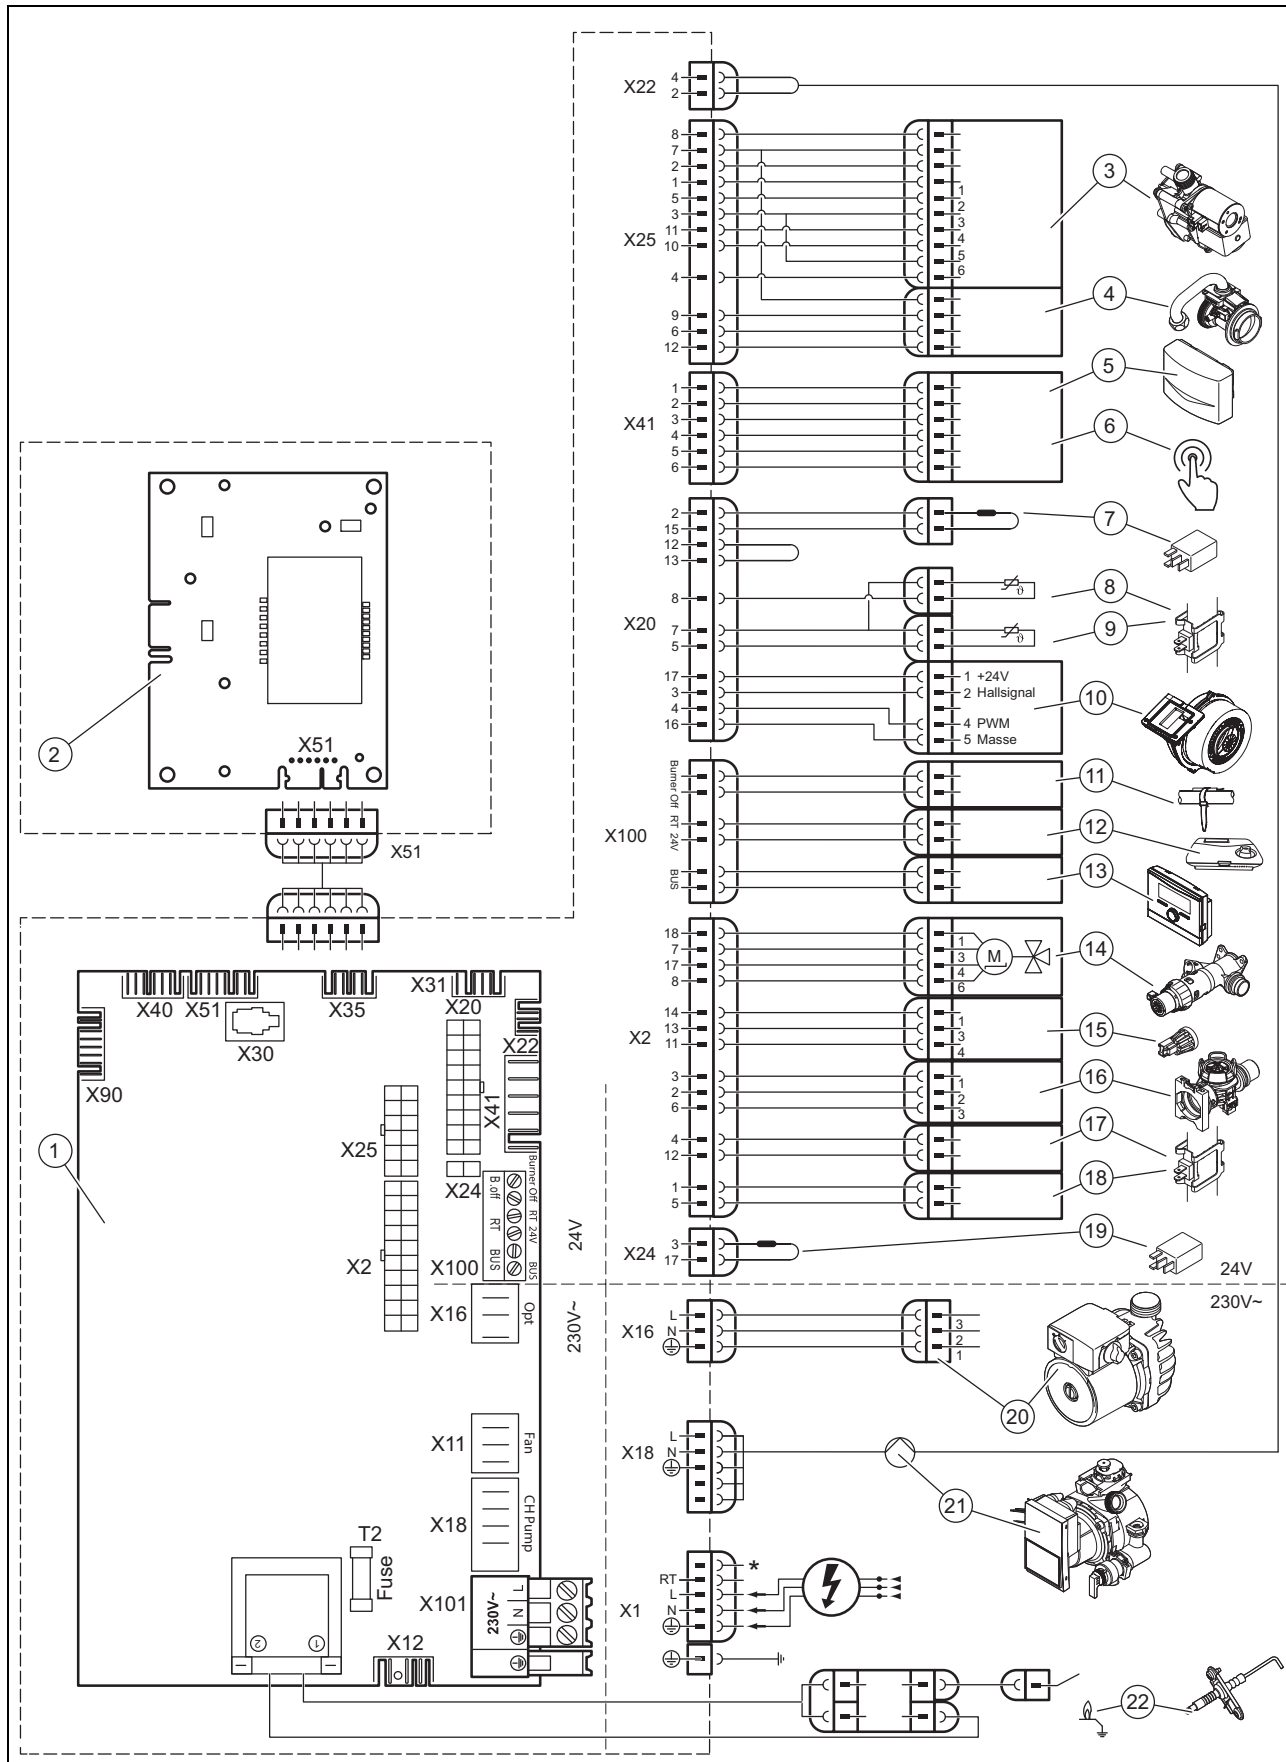 X22
4
2
X25
8
7
2
1
5
3
11
10
4
9
6
12
1
2
3
4
5
6
3
4
X41
1
2
3
4
5
6
5
6
X20
2
15
12
13
8
7
5
17
3
4
16
7
ϑ
8
ϑ
9
1 +24V
2 Hallsignal
4 PWM
5 Masse
10
X100
Burner Off
RT 24V
BUS
11
12
13
X2
18
7
17
8
14
13
11
3
2
6
4
12
1
5
1
3
4
6
M
14
1
3
4
15
1
2
3
16
17
18
X24
3
17
19
24V
230V~
X16
L
N
3
2
1
20
X18
L
N
21
X1
RT
L
N
*
22
2
X51
X51
1
X40
X51
X35
X31
X30
X90
X20
X22
X41
X25
X24
X2
X100
B.off
RT
BUS
Burner Off
RT 24V
BUS
24V
230V~
X16
Opt
X11
Fan
X18
CH Pump
T2
Fuse
X101
230V~
L
N
X12
2
1